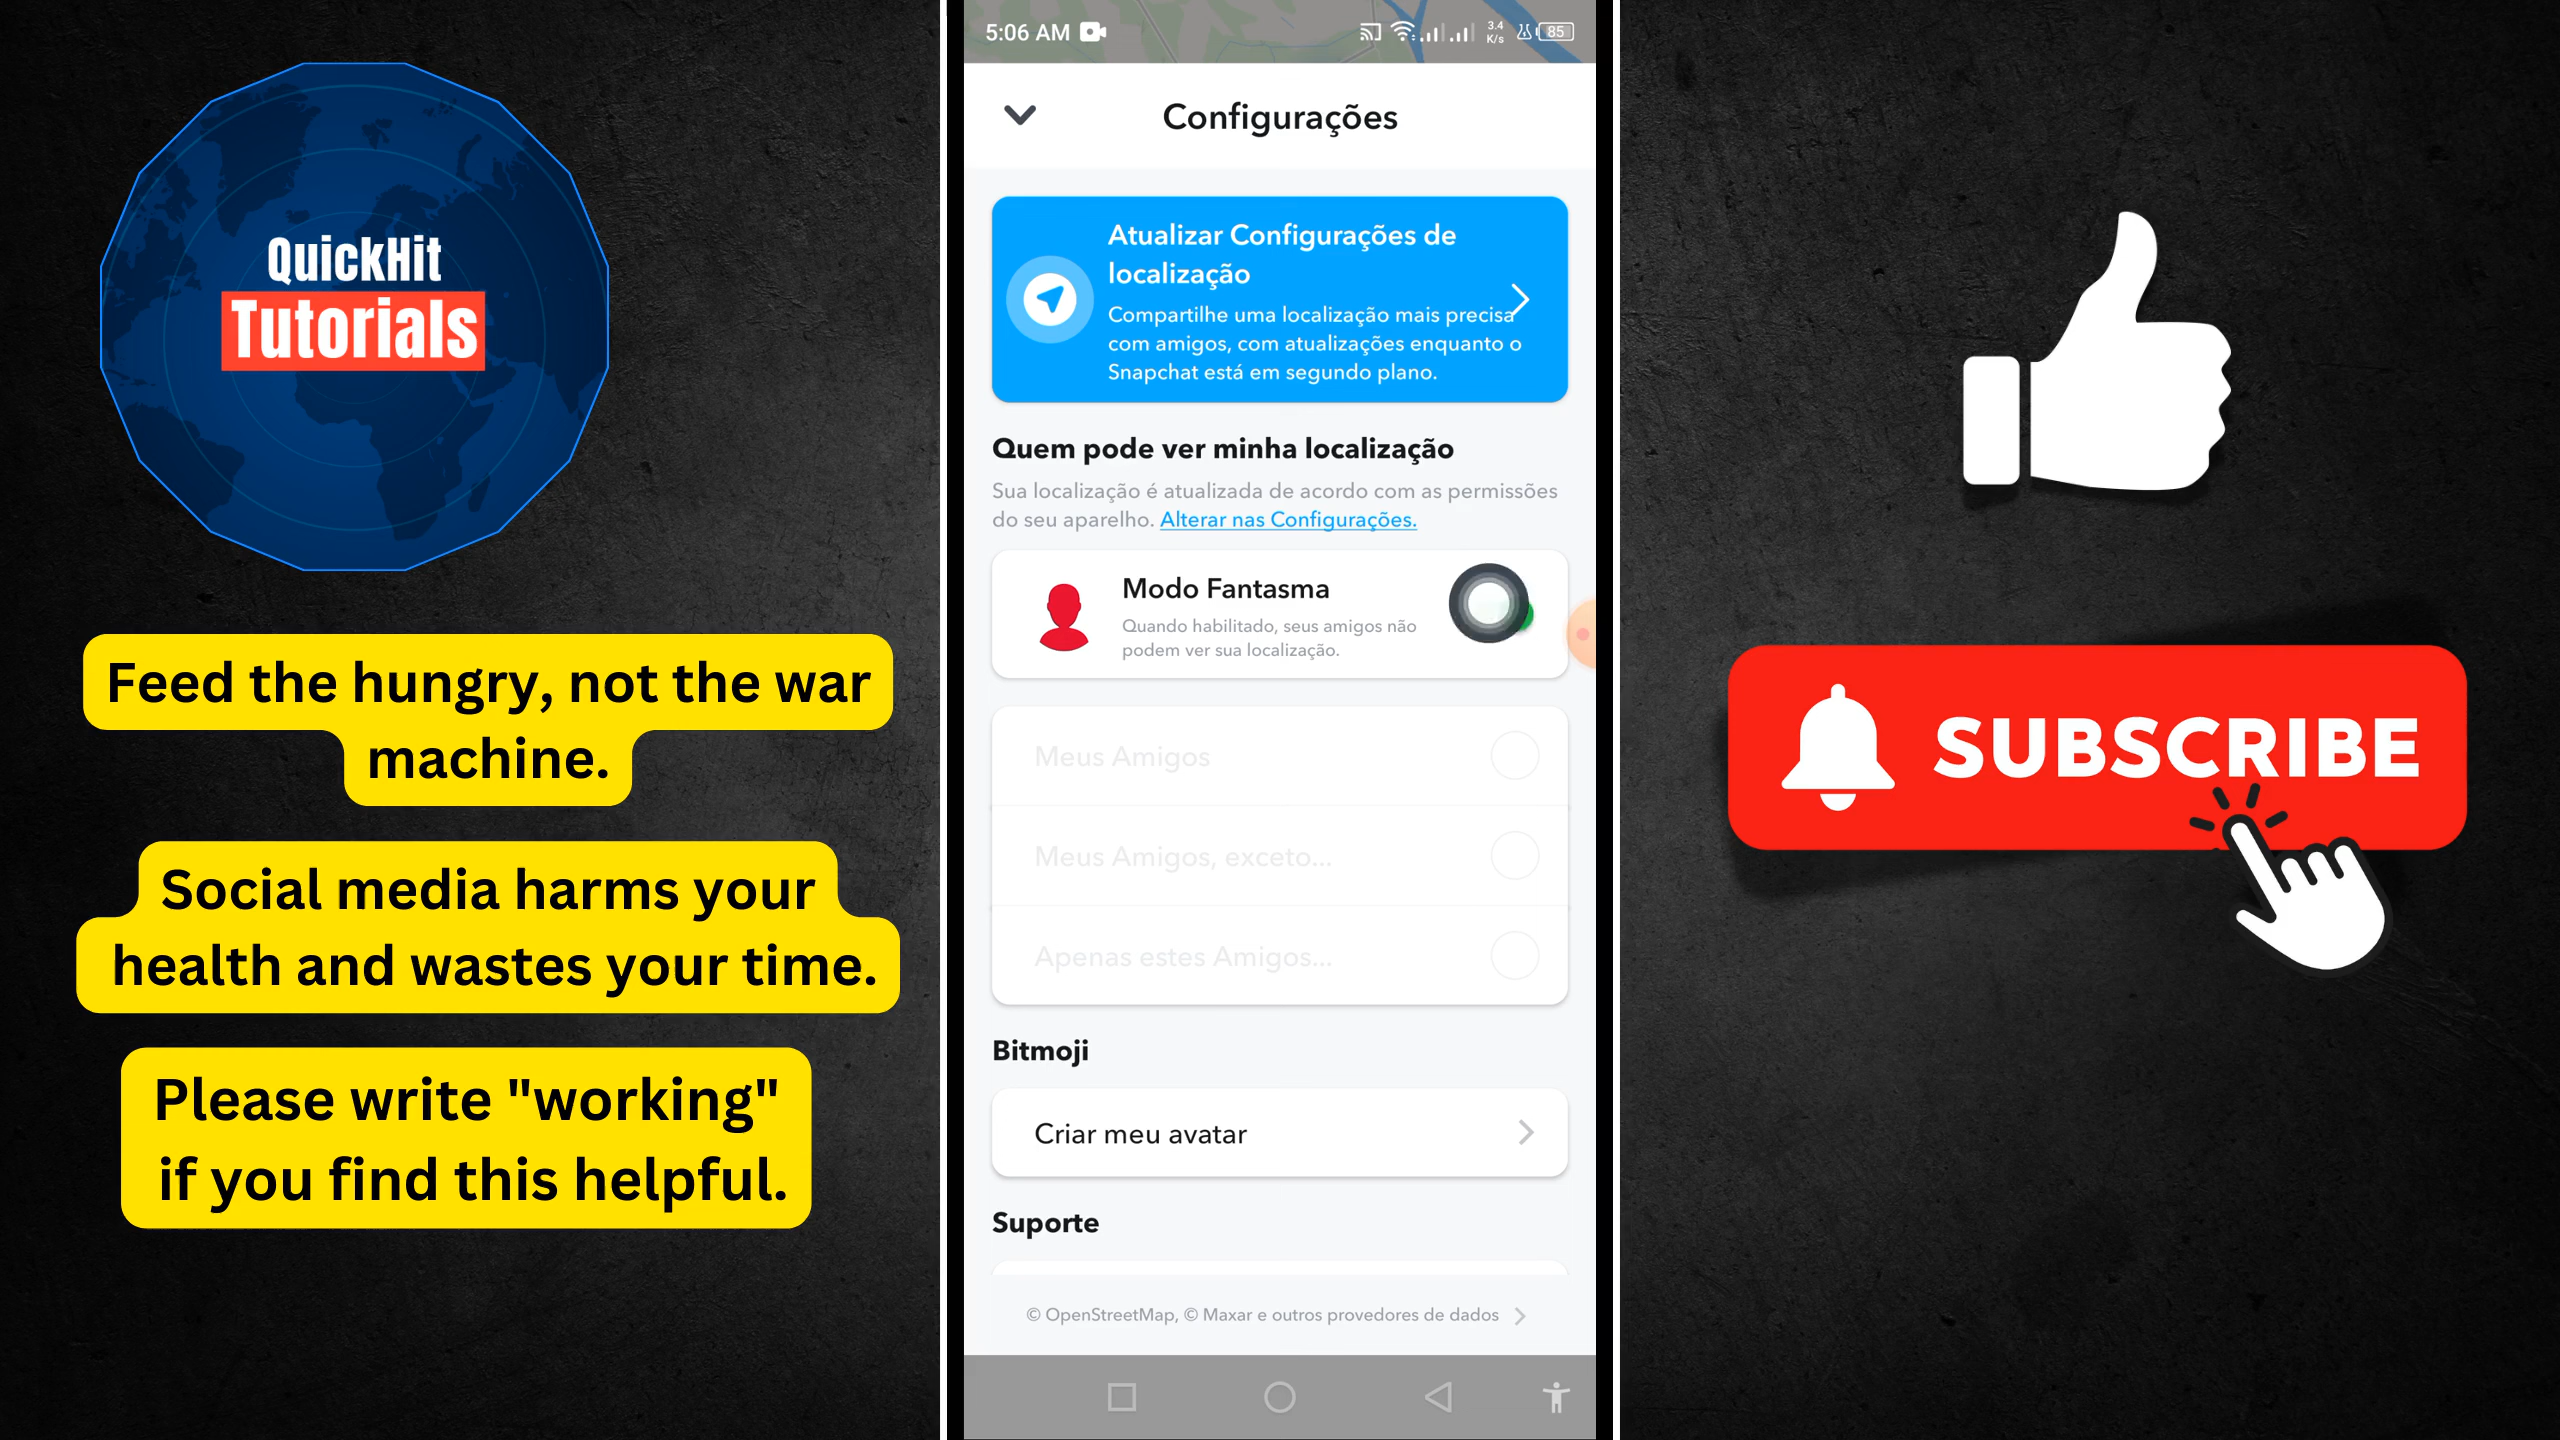 QuickHit
Tutorials
Feed the hungry, not the war
machine.
Social media harms your
health and wastes your time.
Please write "working"
if you find this helpful.
5:06 AM
3.4
K/s
85
Configurações
Atualizar Configurações de
localização
Compartilhe uma localização mais precisa
com amigos, com atualizações enquanto o
Snapchat está em segundo plano.
Quem pode ver minha localização
Sua localização é atualizada de acordo com as permissões
do seu aparelho. Alterar nas Configurações.
Modo Fantasma
Quando habilitado, seus amigos não
podem ver sua localização.
Meus Amigos
Meus Amigos, exceto...
Apenas estes Amigos...
Bitmoji
Criar meu avatar
Suporte
© OpenStreetMap, © Maxar e outros provedores de dados
SUBSCRIBE